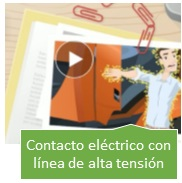 Contacto eléctrico con
línea de alta tensión